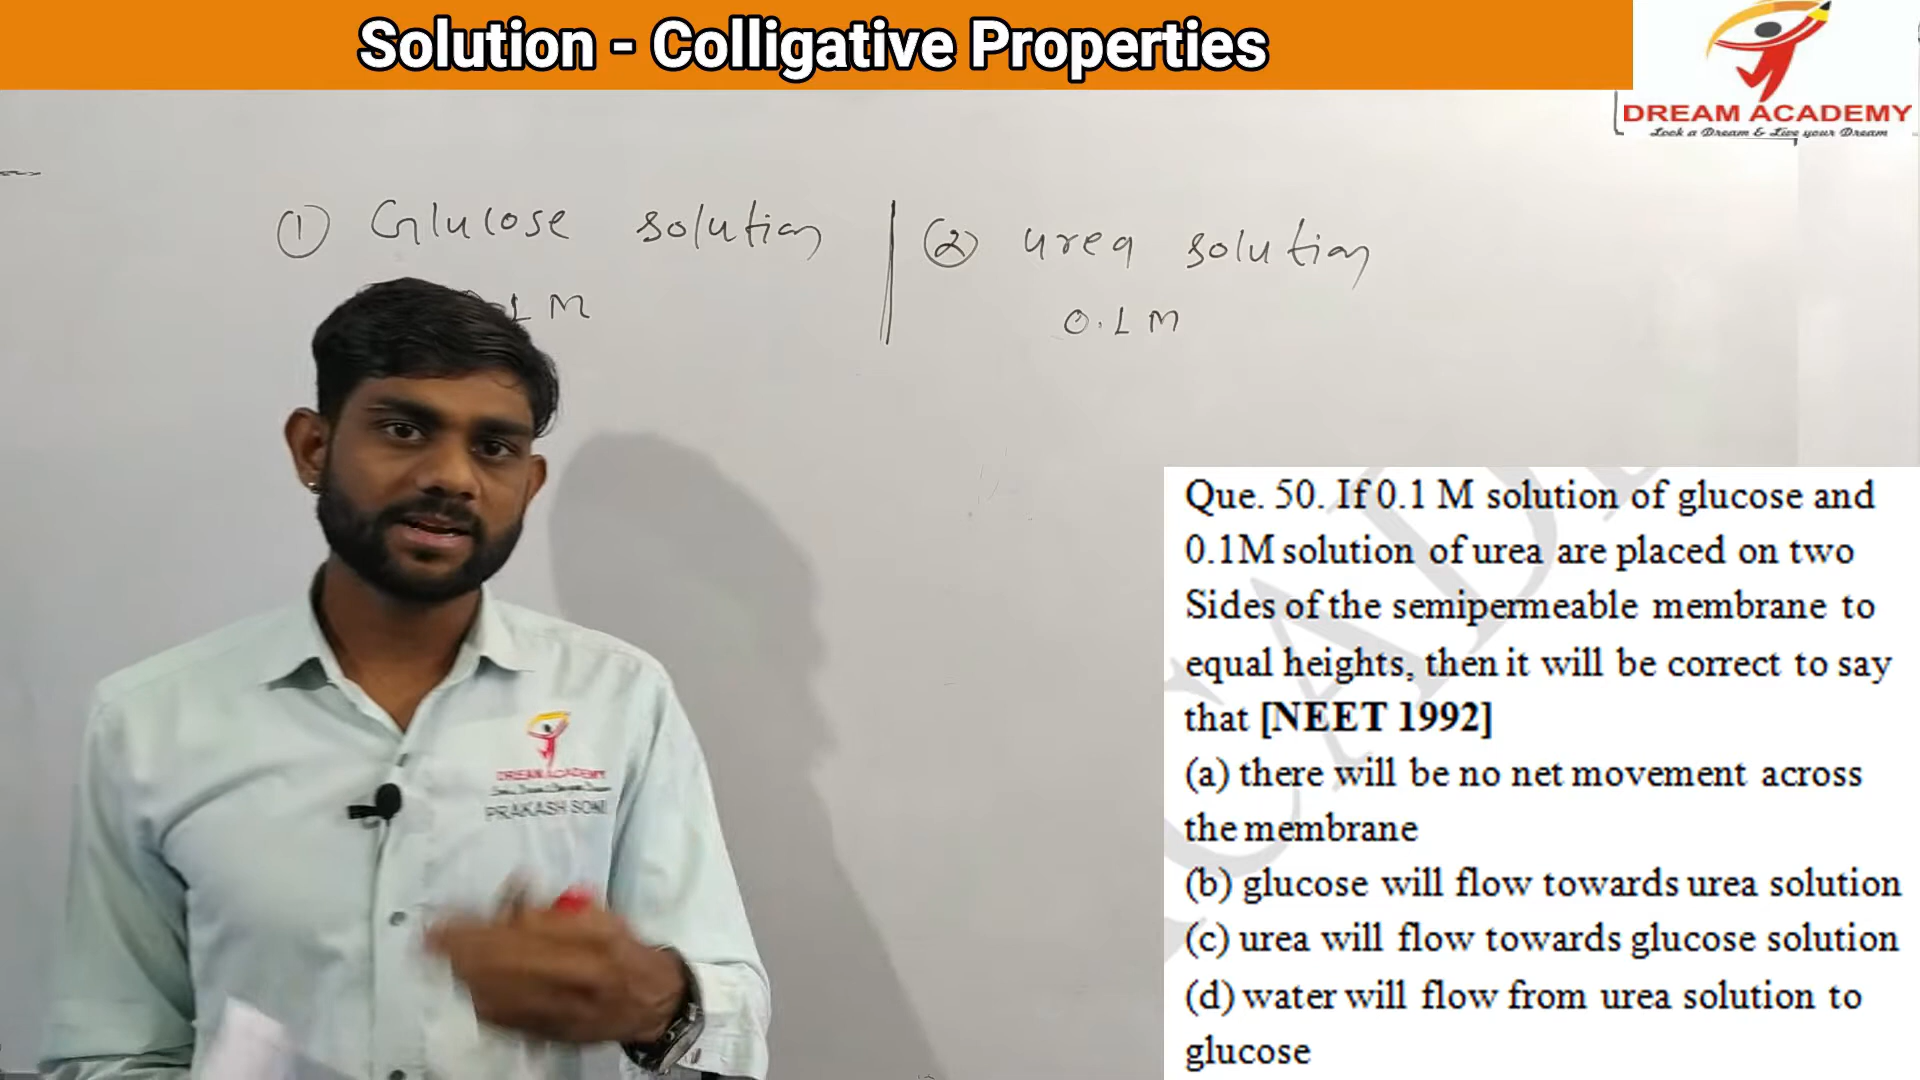 Solution - Colligative Properties
DREAM ACADEMY
Look a Dream & Live your Dream
① Glucose solution
② urea solution
M
0.1 M
Que. 50. If 0.1 M solution of glucose and
0.1M solution of urea are placed on two
Sides of the semipermeable membrane to
equal heights, then it will be correct to say
that [NEET 1992]
(a) there will be no net movement across
the membrane
(b) glucose will flow towards urea solution
(c) urea will flow towards glucose solution
(d) water will flow from urea solution to
glucose
DREAM ACADEMY
PRAKASH SONI